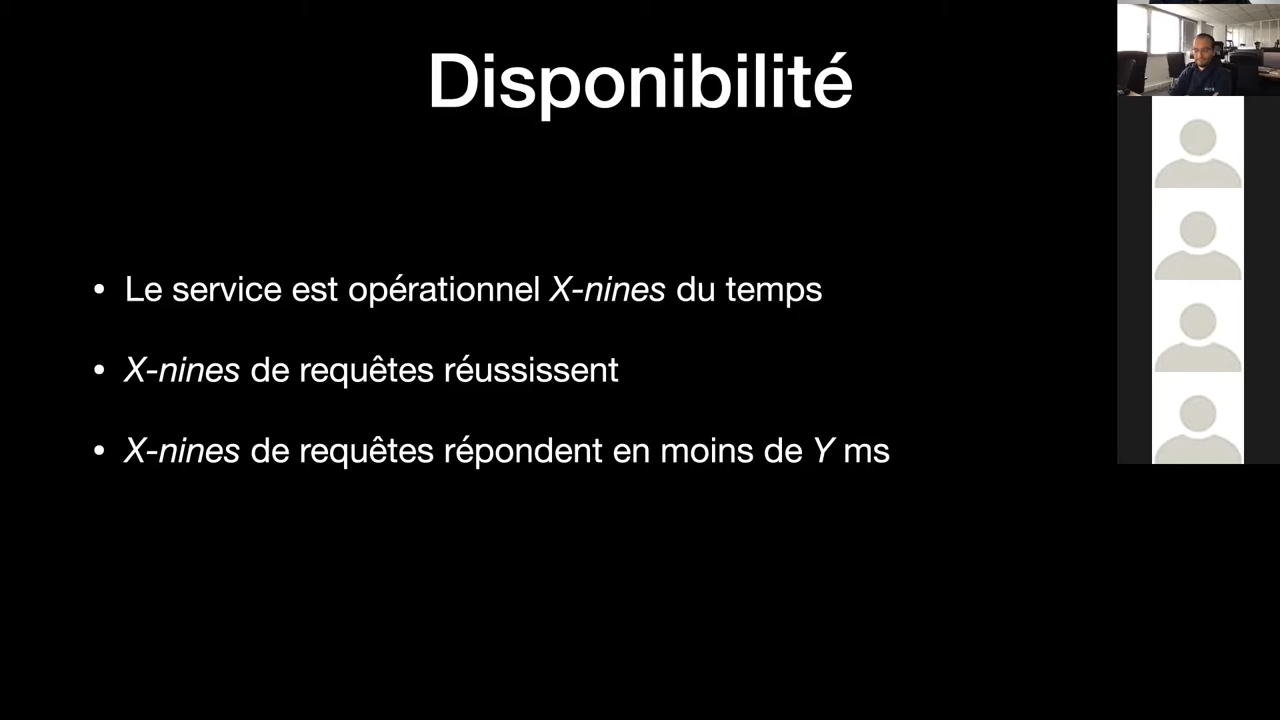 Disponibilité
• Le service est opérationnel X-nines du temps
• X-nines de requêtes réussissent
• X-nines de requêtes répondent en moins de Y ms